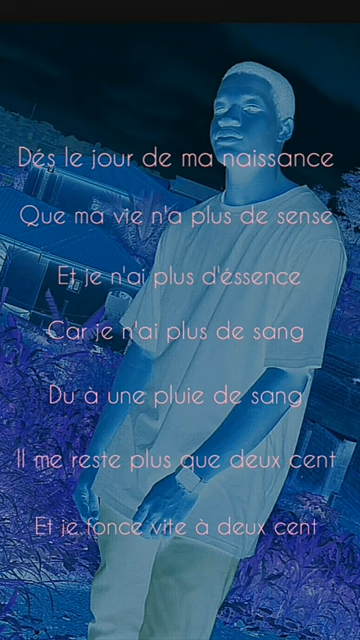 Dés le jour de ma naissance
Que ma vie n'a plus de sense
Et je n'ai plus d'éssence
Car je n'ai plus de sang
Du à une pluie de sang
Il me reste plus que deux cent
Et je fonce vite à deux cent